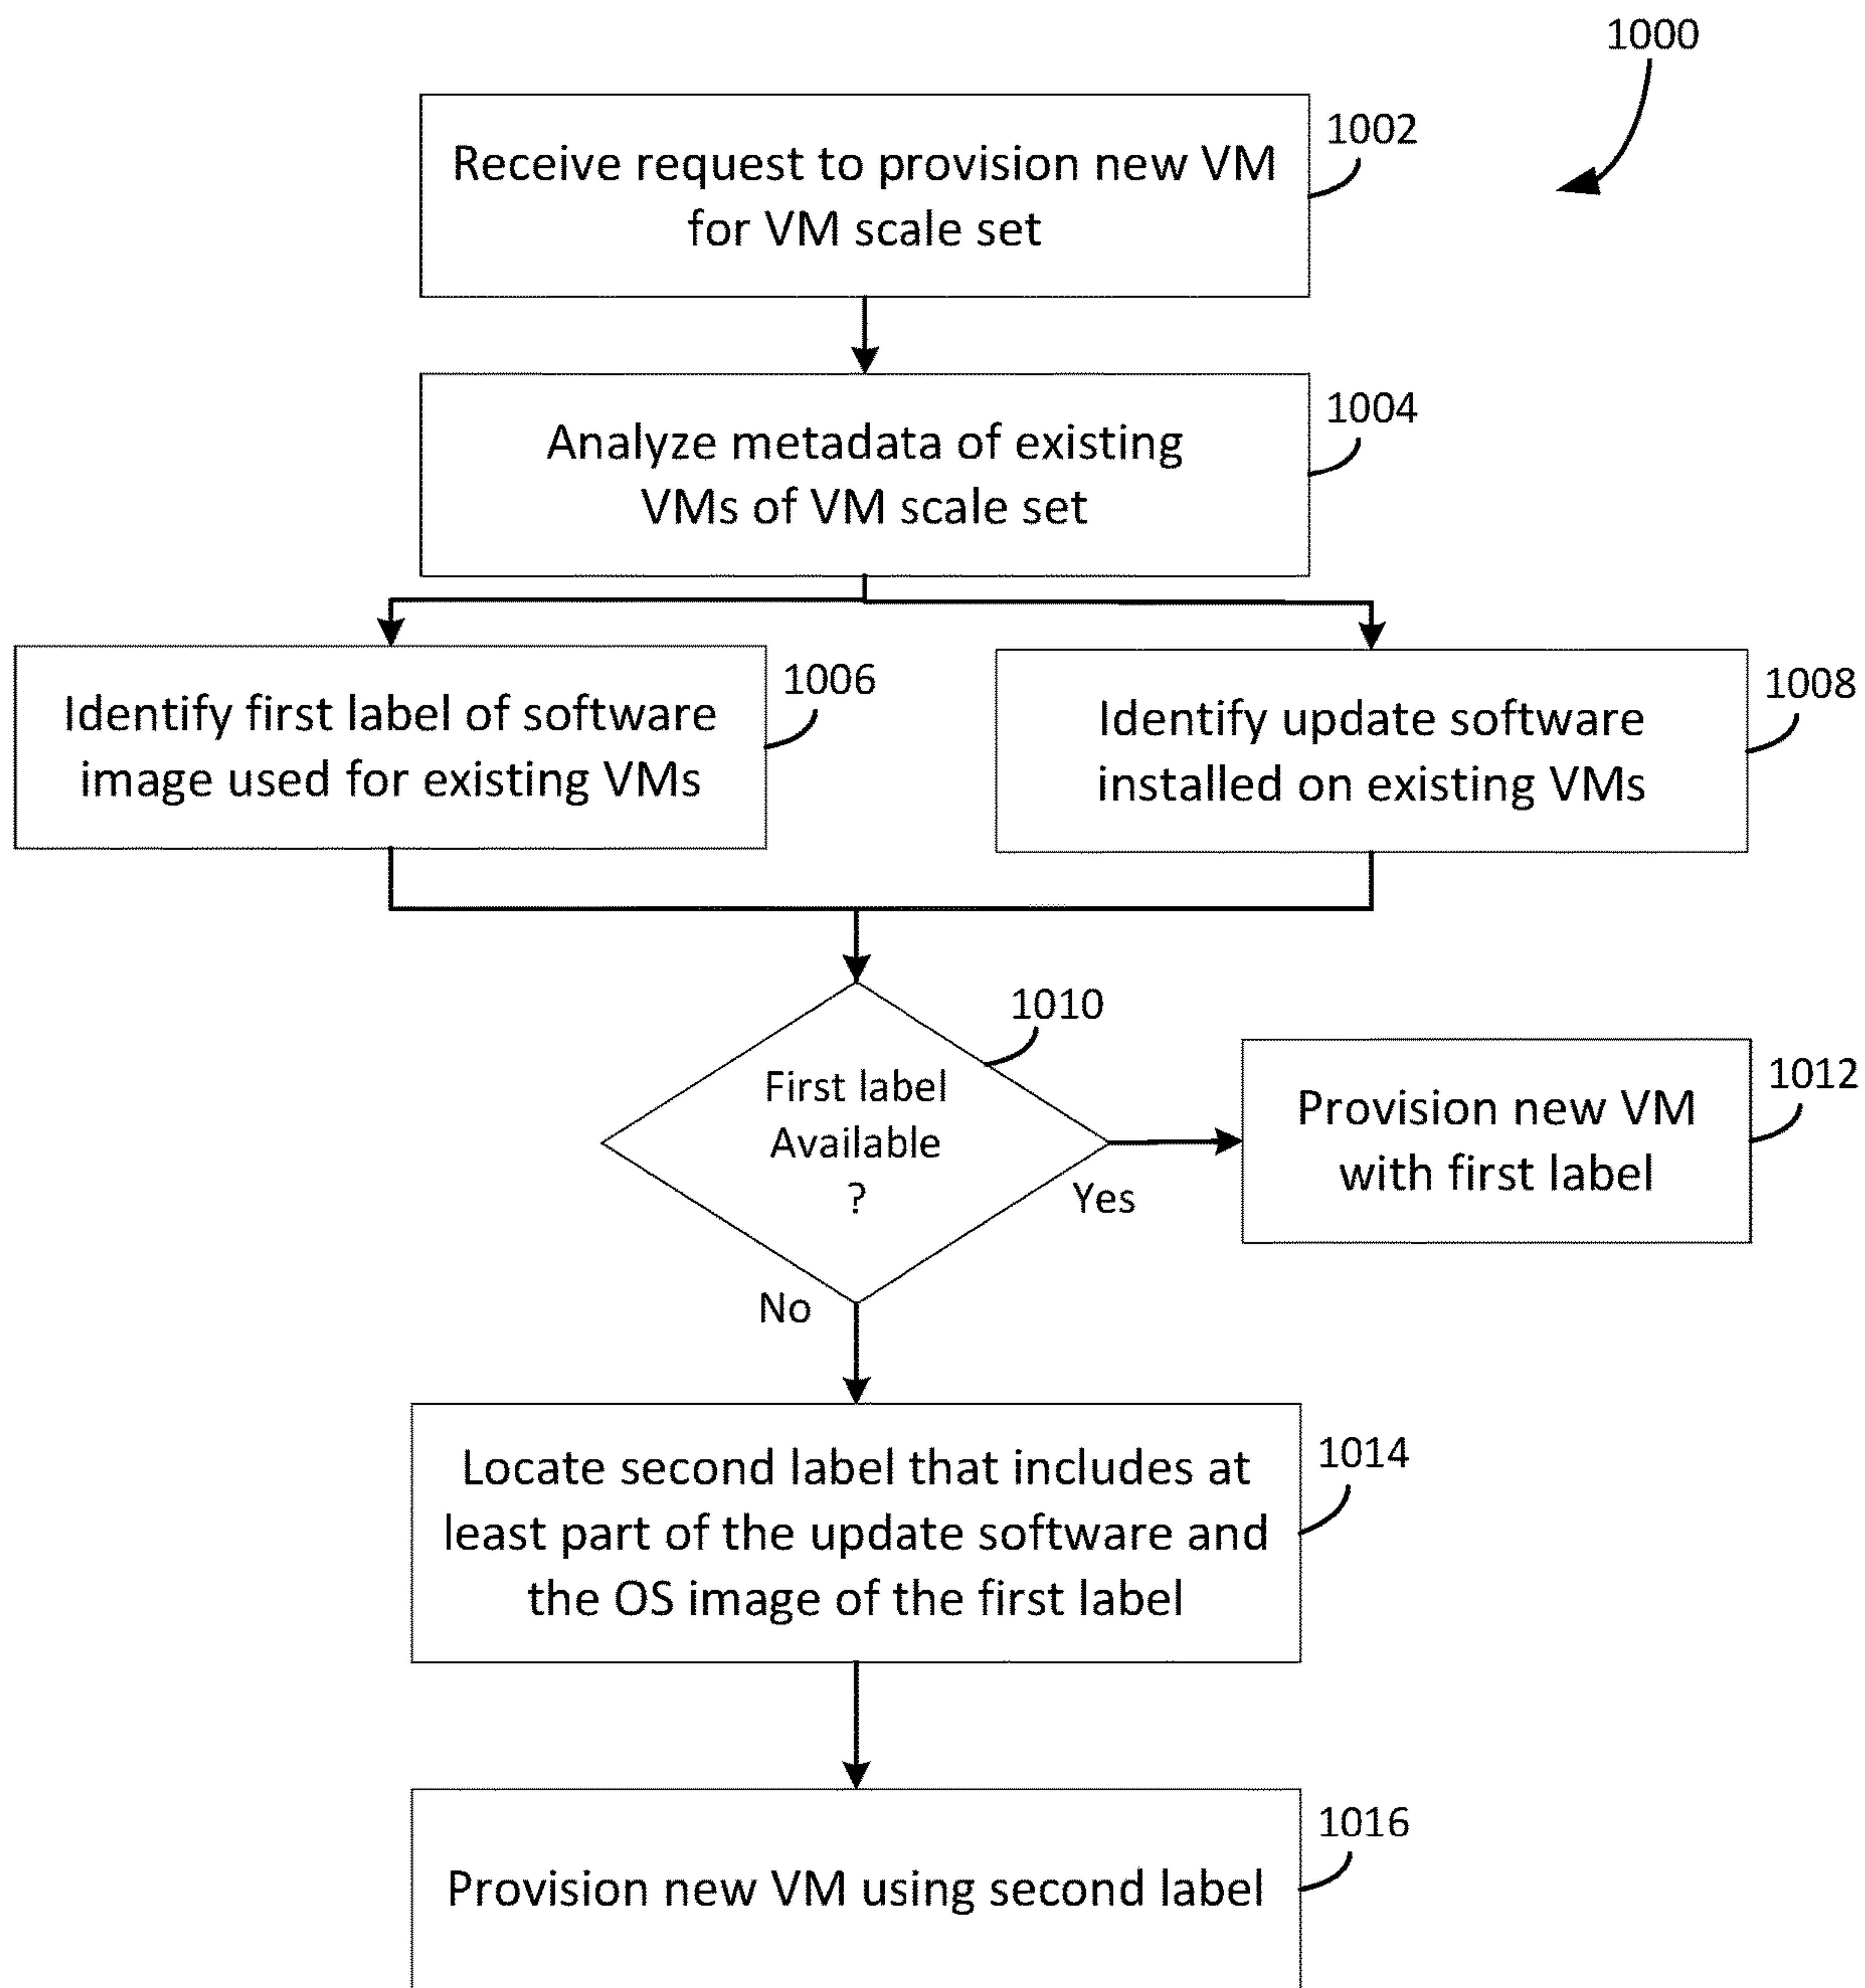 1000
Receive request to provision new VM
for VM scale set
1002
Analyze metadata of existing
VMs of VM scale set
1004
Identify first label of software
image used for existing VMs
1006
Identify update software
installed on existing VMs
1008
First label
Available
?
1010
Yes
Provision new VM
with first label
1012
No
Locate second label that includes at
least part of the update software and
the OS image of the first label
1014
Provision new VM using second label
1016